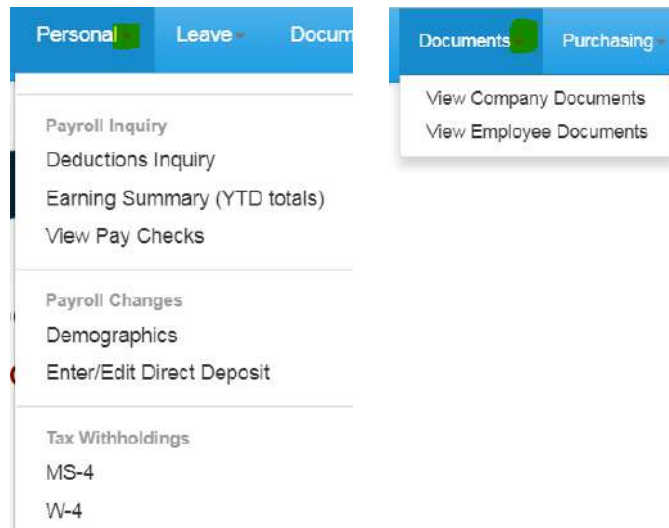 Personal Leave Docum
Payroll Inquiry
Deductions Inquiry
Earning Summary (YTD totals)
View Pay Checks
Payroll Changes
Demographics
Enter/Edit Direct Deposit
Tax Withholdings
MS-4
W-4
Documents Purchasing
View Company Documents
View Employee Documents